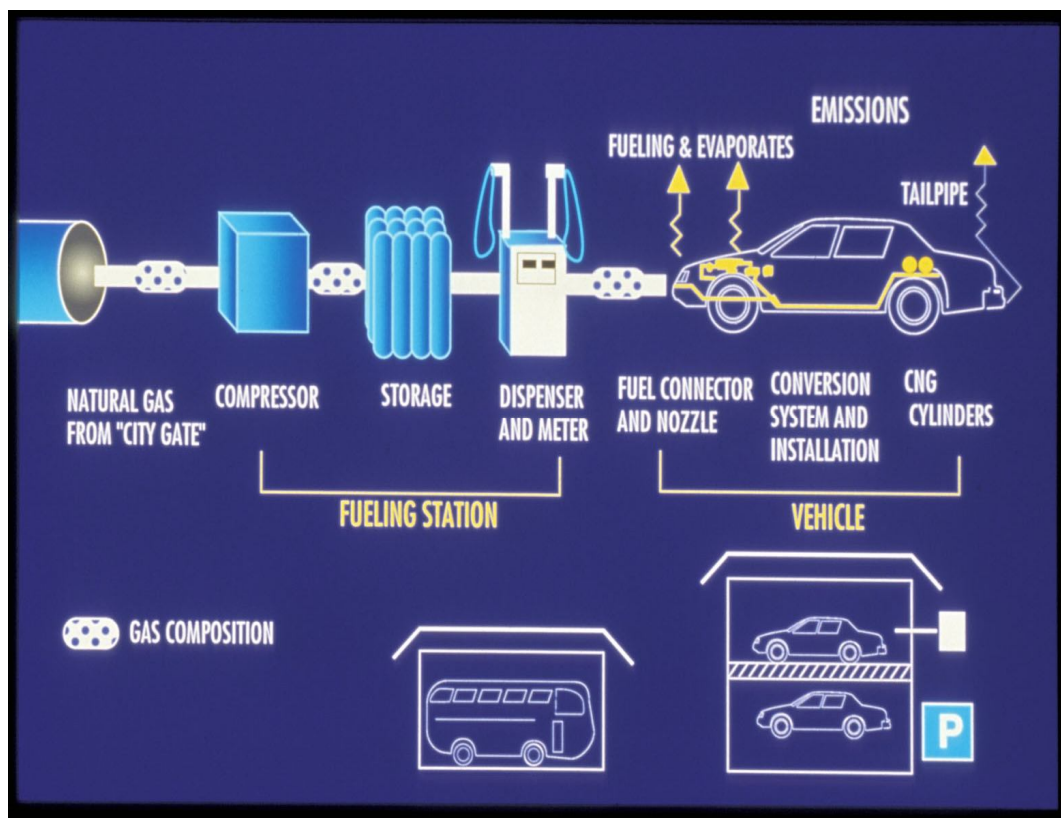 EMISSIONS
FUELING & EVAPORATES
TAILPIPE
NATURAL GAS
FROM "CITY GATE"
COMPRESSOR
STORAGE
DISPENSER
AND METER
FUEL CONNECTOR
AND NOZZLE
CONVERSION
SYSTEM AND
INSTALLATION
CNG
CYLINDERS
FUELING STATION
VEHICLE
GAS COMPOSITION
P